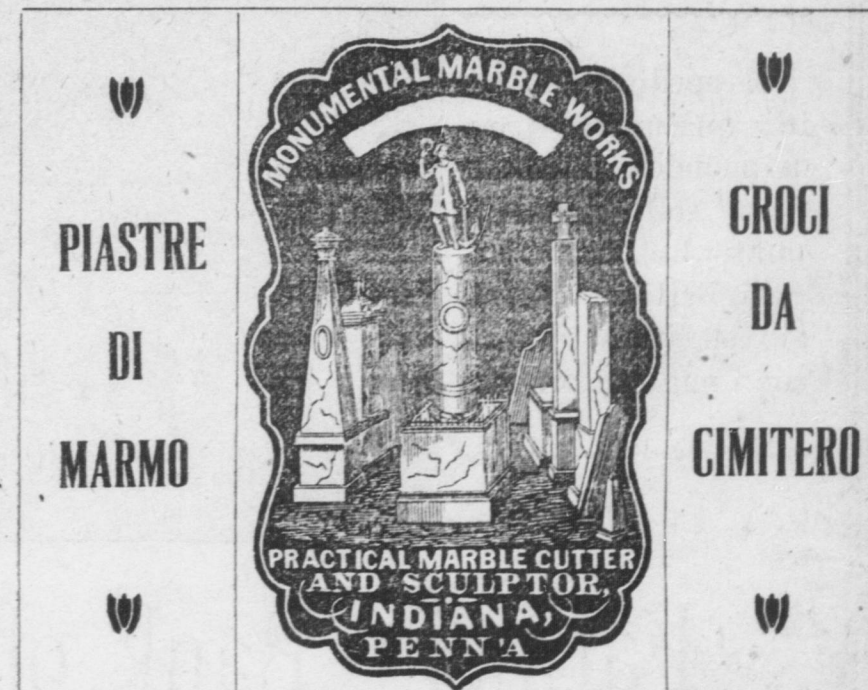 PIASTRE
DI
MARMO
MONUMENTAL MARBLE WORKS
PRACTICAL MARBLE CUTTER
AND SCULPTOR,
INDIANA,
PENN'A
CROCI
DA
CIMITERO